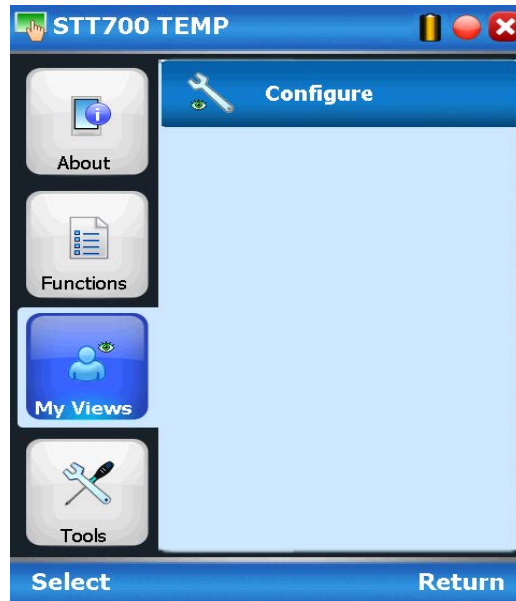 STT700 TEMP
Configure
About
Functions
My Views
Tools
Select
Return